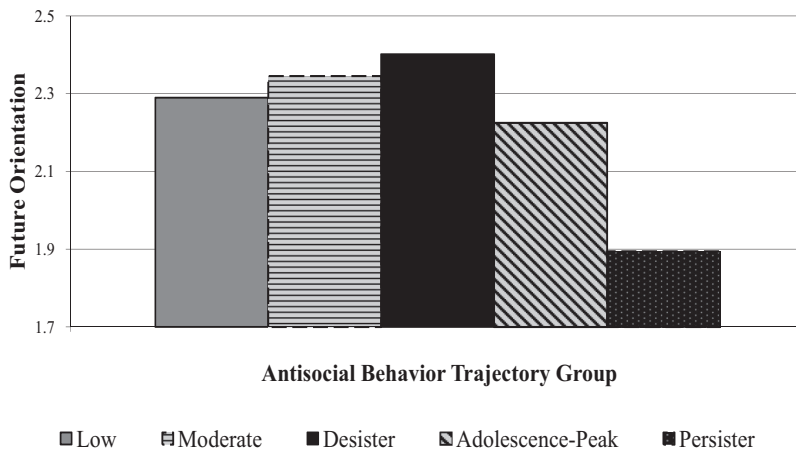 2.5
2.3
2.1
1.9
1.7
Future Orientation
Antisocial Behavior Trajectory Group
Low Moderate Desister Adolescence-Peak Persister